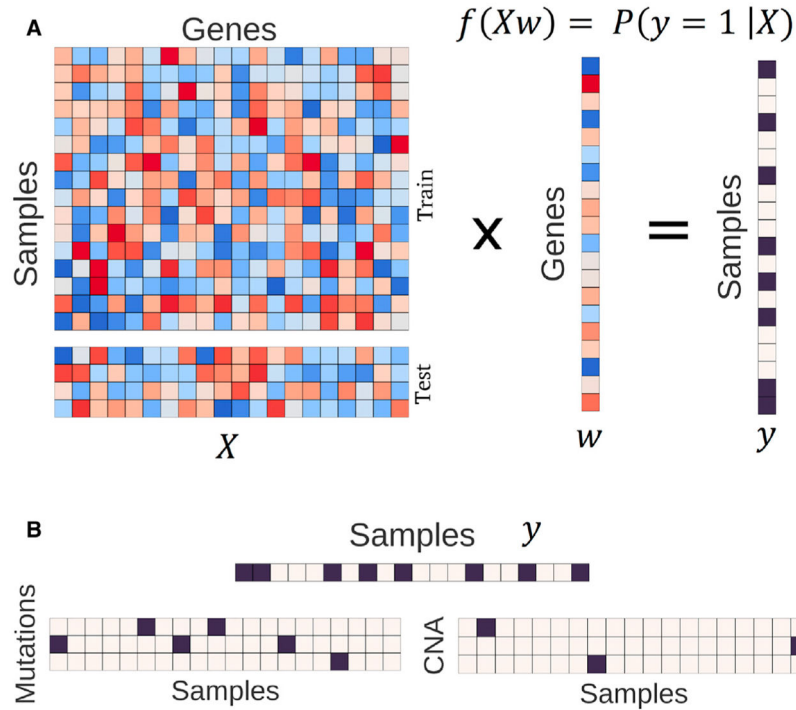 A
Genes
f(Xw) = P(y = 1 |X)
Samples
Train
Test
X
x
Genes
w
=
Samples
y
B
Samples y
Mutations
Samples
CNA
Samples